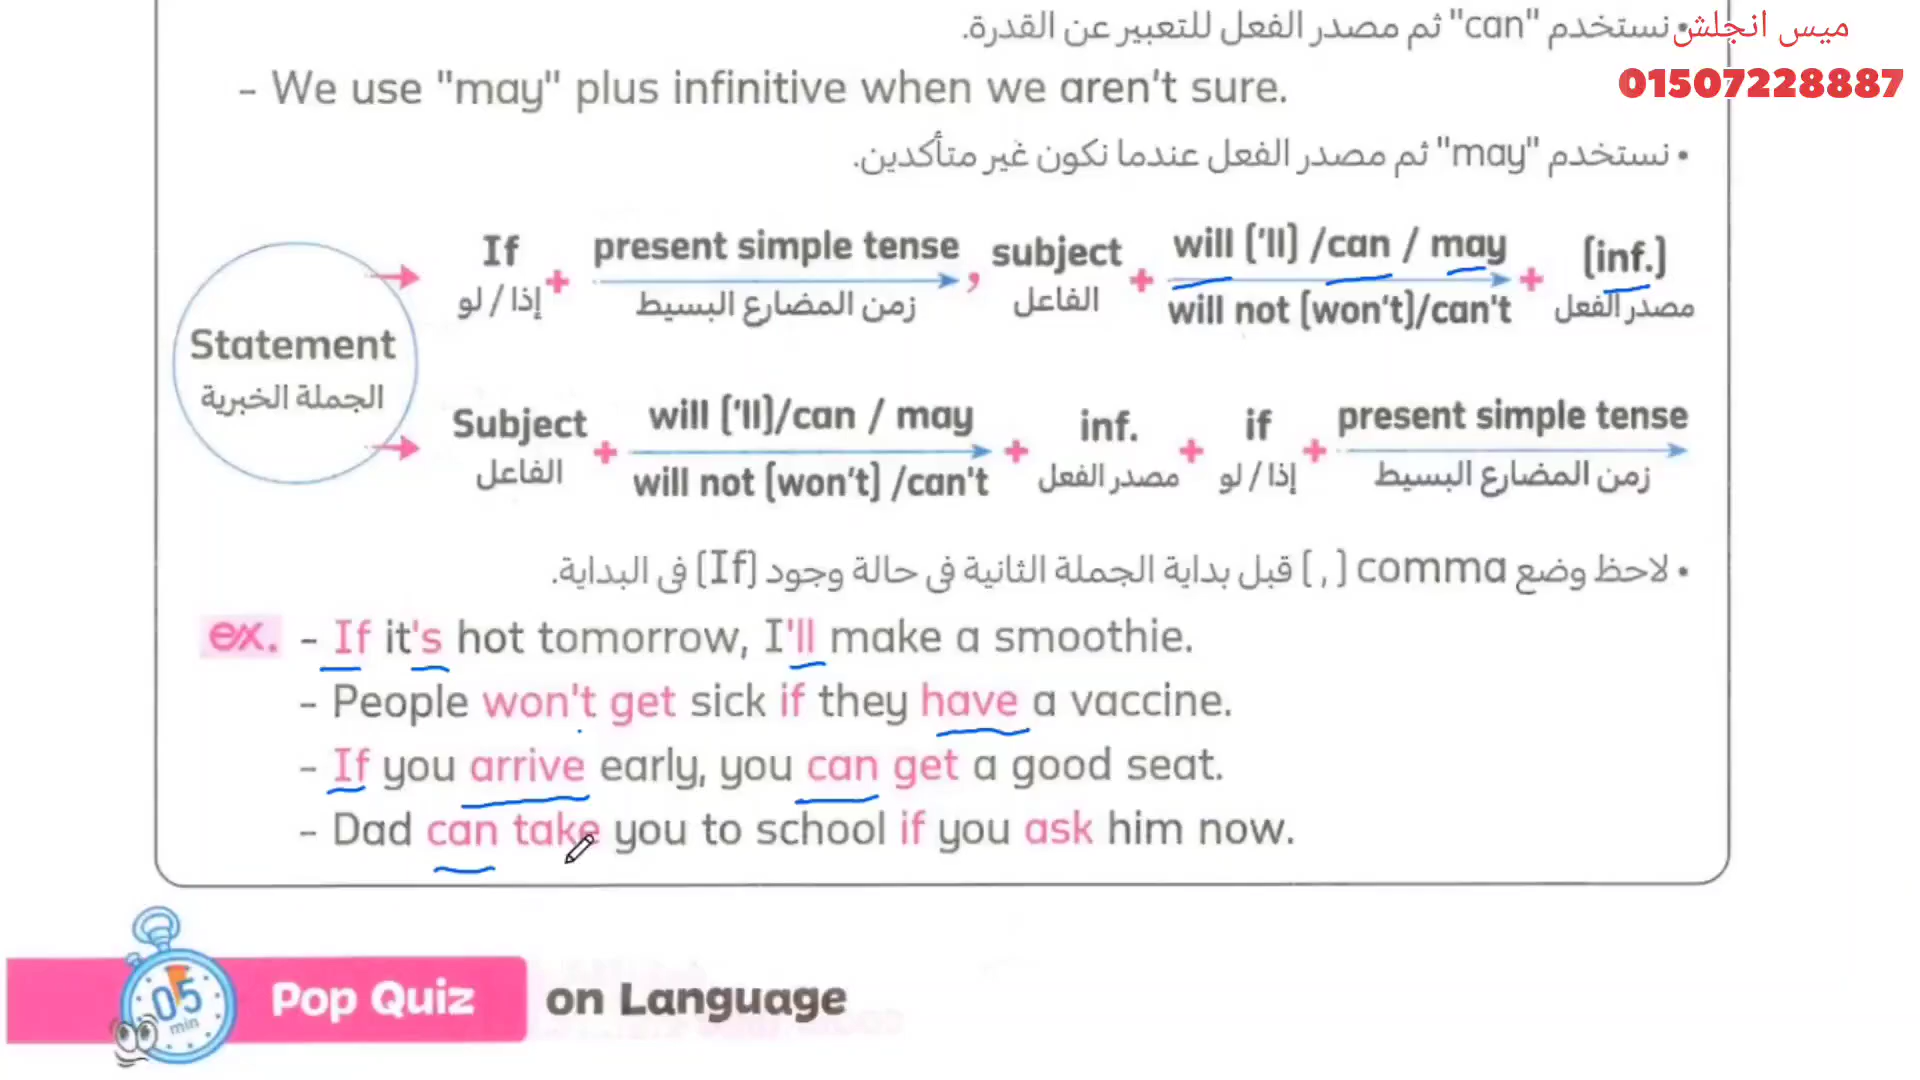 • نستخدم "can" ثم مصدر الفعل للتعبير عن القدرة.
ميس انجلش
01507228887
- We use "may" plus infinitive when we aren't sure.
• نستخدم "may" ثم مصدر الفعل عندما نكون غير متأكدين.
If + present simple tense , subject + will ('ll) /can / may + (inf.)
إذا / لو زمن المضارع البسيط الفاعل will not (won't)/can't مصدر الفعل
Statement
الجملة الخبرية
Subject + will ('ll)/can / may + inf. + if + present simple tense
الفاعل will not (won't) /can't مصدر الفعل إذا / لو زمن المضارع البسيط
• لاحظ وضع comma (,) قبل بداية الجملة الثانية فى حالة وجود (If) فى البداية.
ex. - If it's hot tomorrow, I'll make a smoothie.
- People won't get sick if they have a vaccine.
- If you arrive early, you can get a good seat.
- Dad can take you to school if you ask him now.
05 min
Pop Quiz on Language